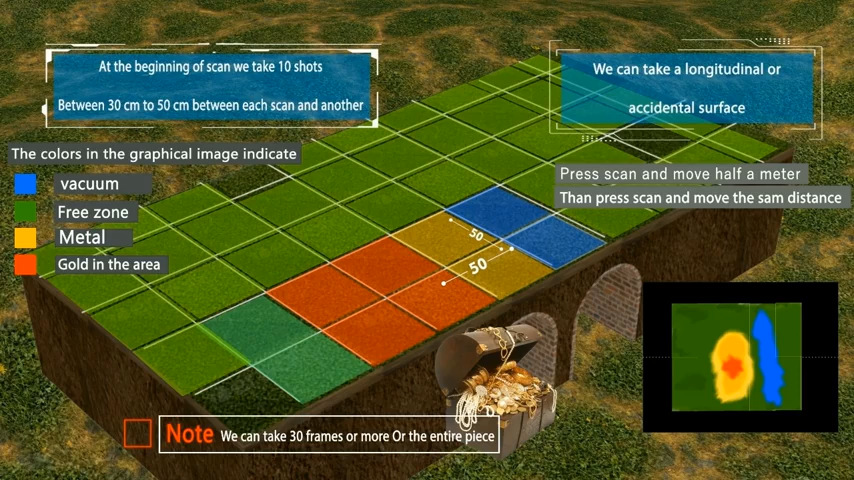 At the beginning of scan we take 10 shots
Between 30 cm to 50 cm between each scan and another
We can take a longitudinal or
accidental surface
The colors in the graphical image indicate
vacuum
Free zone
Metal
Gold in the area
Press scan and move half a meter
Than press scan and move the sam distance
50
50
Note We can take 30 frames or more Or the entire piece